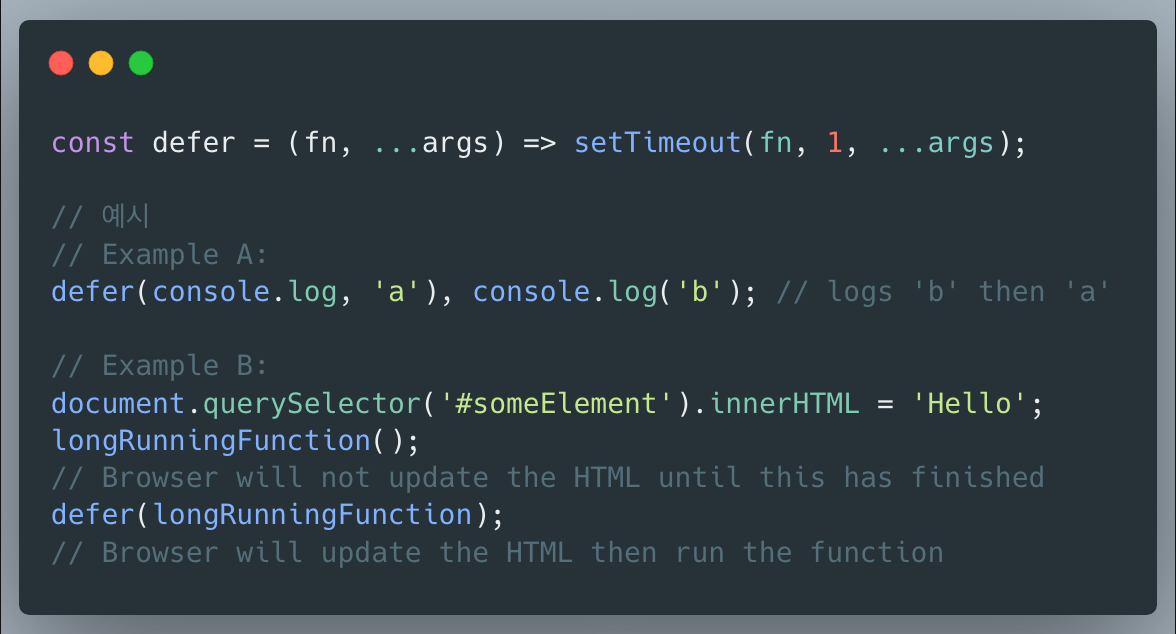 const defer = (fn, ...args) => setTimeout(fn, 1, ...args);
// 예시
// Example A:
defer(console.log, 'a'), console.log('b'); // logs 'b' then 'a'
// Example B:
document.querySelector('#someElement').innerHTML = 'Hello';
longRunningFunction();
// Browser will not update the HTML until this has finished
defer(longRunningFunction);
// Browser will update the HTML then run the function